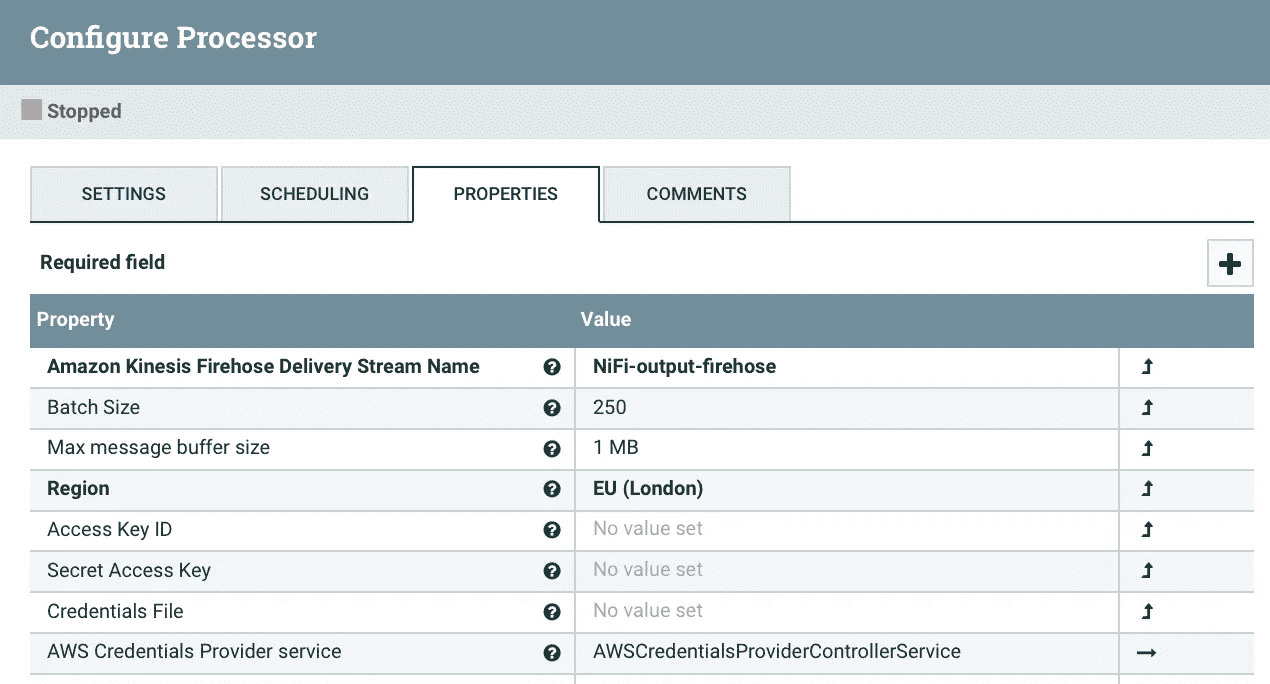 Configure Processor
Stopped
SETTINGS SCHEDULING PROPERTIES COMMENTS
Required field
Property Value
Amazon Kinesis Firehose Delivery Stream Name NiFi-output-firehose
Batch Size 250
Max message buffer size 1 MB
Region EU (London)
Access Key ID No value set
Secret Access Key No value set
Credentials File No value set
AWS Credentials Provider service AWSCredentialsProviderControllerService